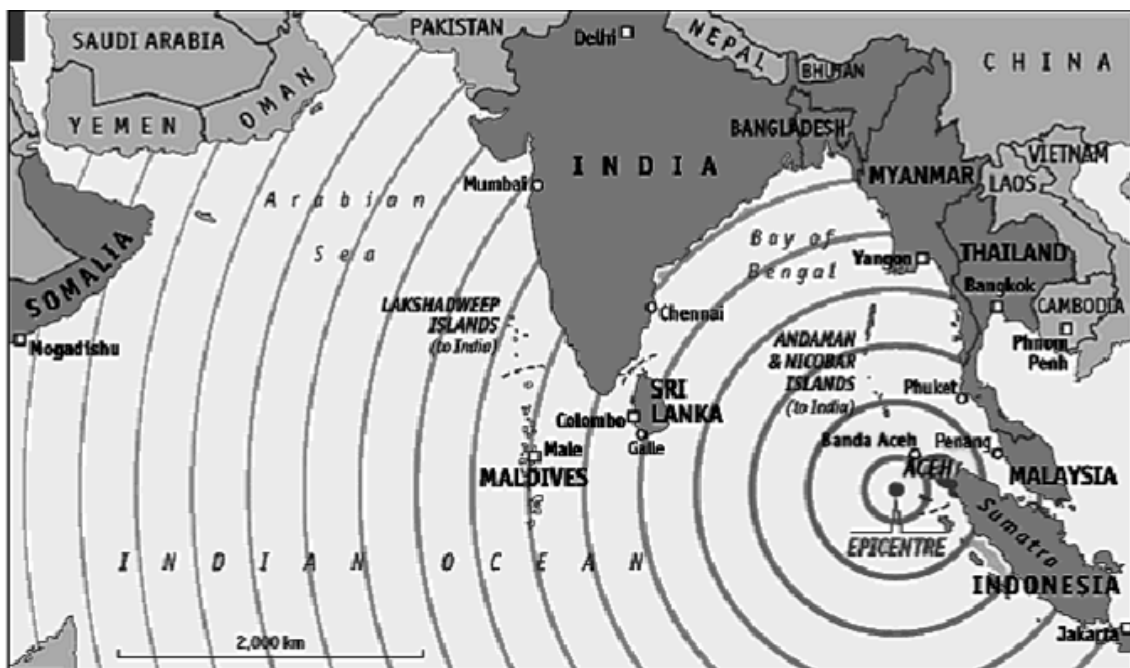 SAUDI ARABIA
PAKISTAN
Delhi
NEPAL
BHUTAN
CHINA
YEMEN
OMAN
BANGLADESH
INDIA
VIETNAM
MYANMAR
LAOS
Mumbai
Arabian
Sea
Bay of
Bengal
SOMALIA
Yangon
THAILAND
Bangkok
CAMBODIA
LAKSHADWEEP
ISLANDS
(to India)
Chennai
Mogadishu
ANDAMAN
& NICOBAR
ISLANDS
(to India)
Phnom
Penh
SRI
LANKA
Phuket
Colombo
Galle
Banda Aceh
Penang
Male
MALDIVES
ACEH
MALAYSIA
Sumatra
INDIAN OCEAN
EPICENTRE
INDONESIA
2,000 km
Jakarta